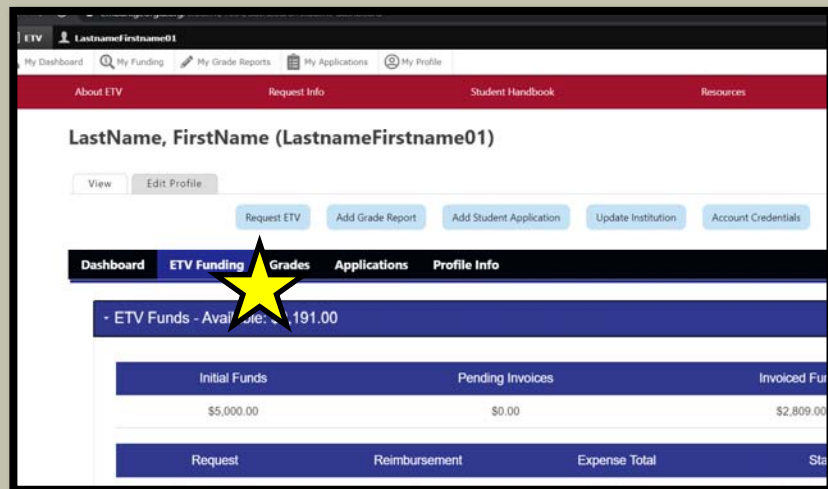 ETV LastnameFirstname01
My Dashboard My Funding My Grade Reports My Applications My Profile
About ETV Request Info Student Handbook Resources
LastName, FirstName (LastnameFirstname01)
View Edit Profile
Request ETV Add Grade Report Add Student Application Update Institution Account Credentials
Dashboard ETV Funding Grades Applications Profile Info
ETV Funds - ,191.00
Initial Funds Pending Invoices Invoiced
$5,000.00 $0.00 $2,809.00
Request Reimbursement Expense Total